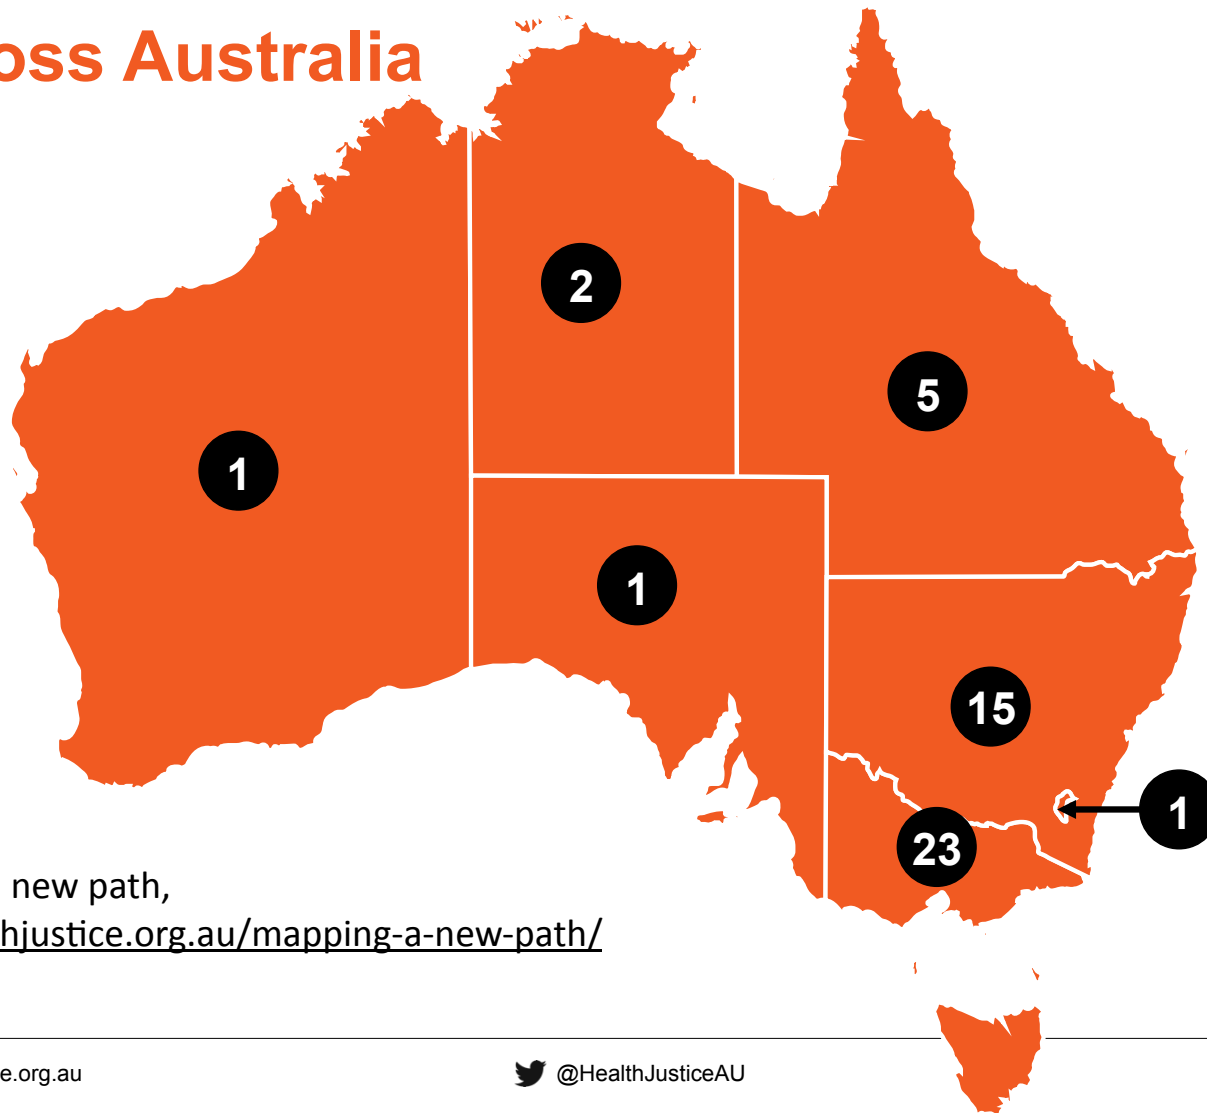 oss Australia
2
5
1
1
15
1
23
new path,
hjustice.org.au/mapping-a-new-path/
e.org.au
@HealthJusticeAU